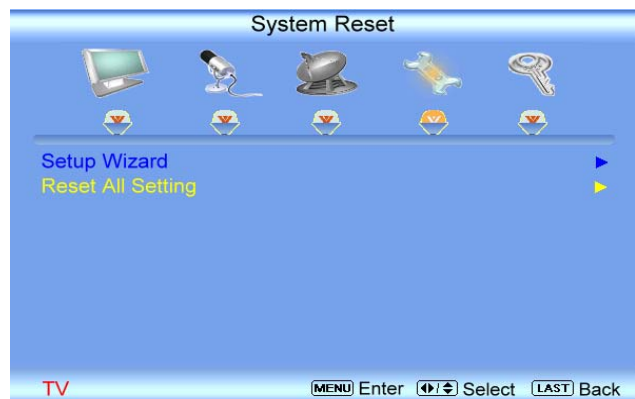 System Reset
Setup Wizard
Reset All Setting
TV MENU Enter Select LAST Back